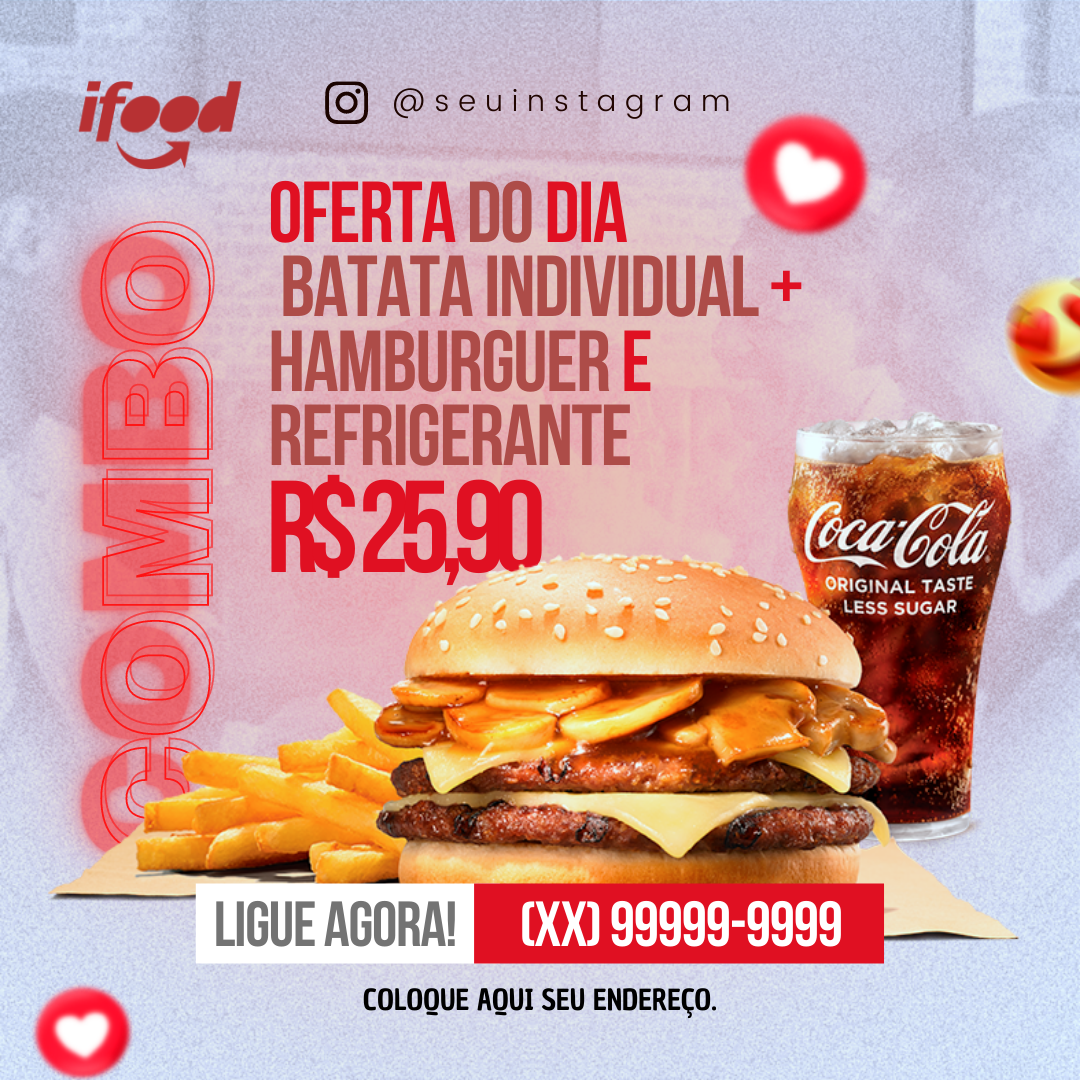 ifood
@seuinstagram
OFERTA DO DIA
BATATA INDIVIDUAL +
HAMBURGUER E
REFRIGERANTE
R$ 25,90
COMBO
Coca-Cola
ORIGINAL TASTE
LESS SUGAR
LIGUE AGORA!
(XX) 99999-9999
COLOQUE AQUI SEU ENDEREÇO.